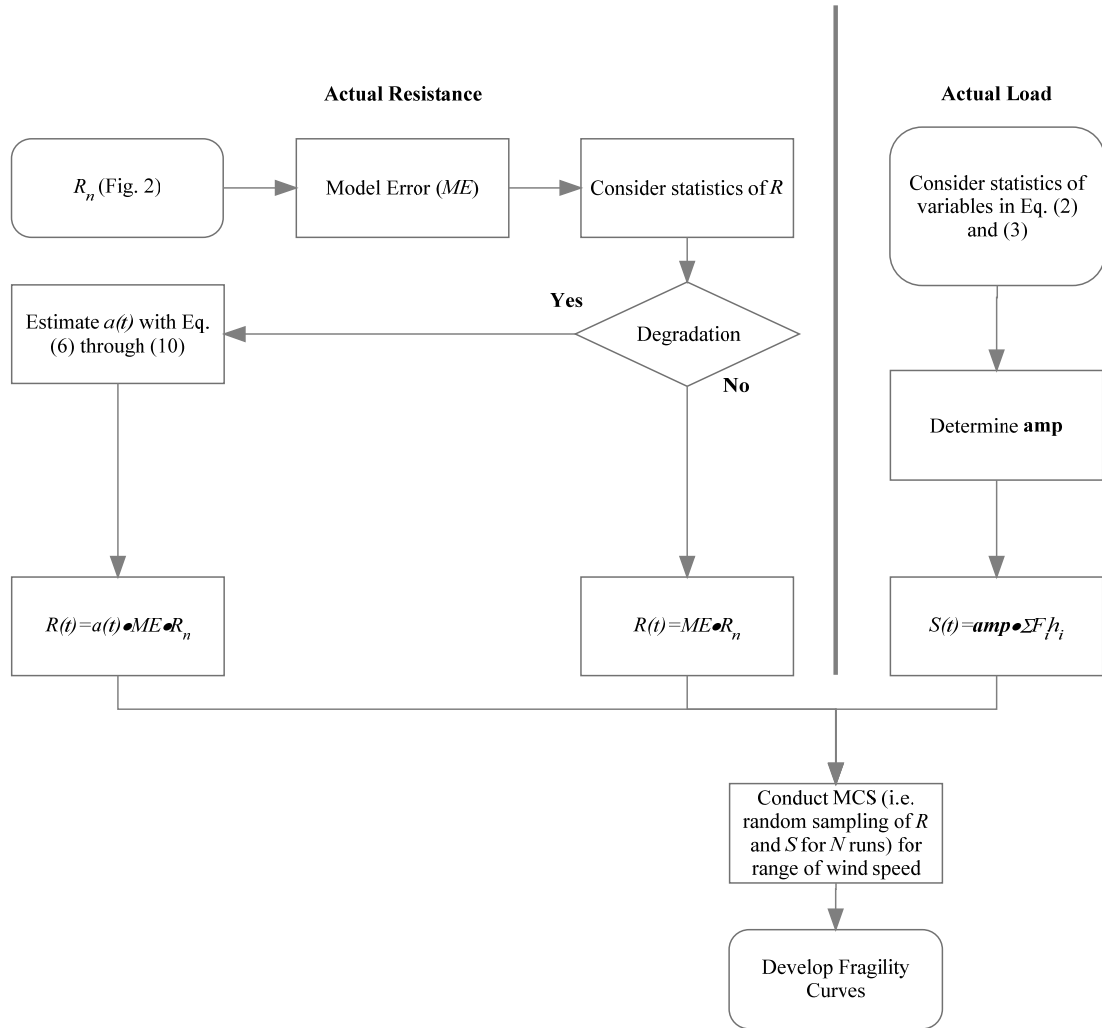 Actual Resistance
Actual Load
R_n (Fig. 2)
Model Error (ME)
Consider statistics of R
Consider statistics of
variables in Eq. (2)
and (3)
Yes
Estimate a(t) with Eq.
(6) through (10)
Degradation
No
Determine amp
R(t)=a(t)•ME•R_n
R(t)=ME•R_n
S(t)=amp•ΣF_i h_i
Conduct MCS (i.e.
random sampling of R
and S for N runs) for
range of wind speed
Develop Fragility
Curves